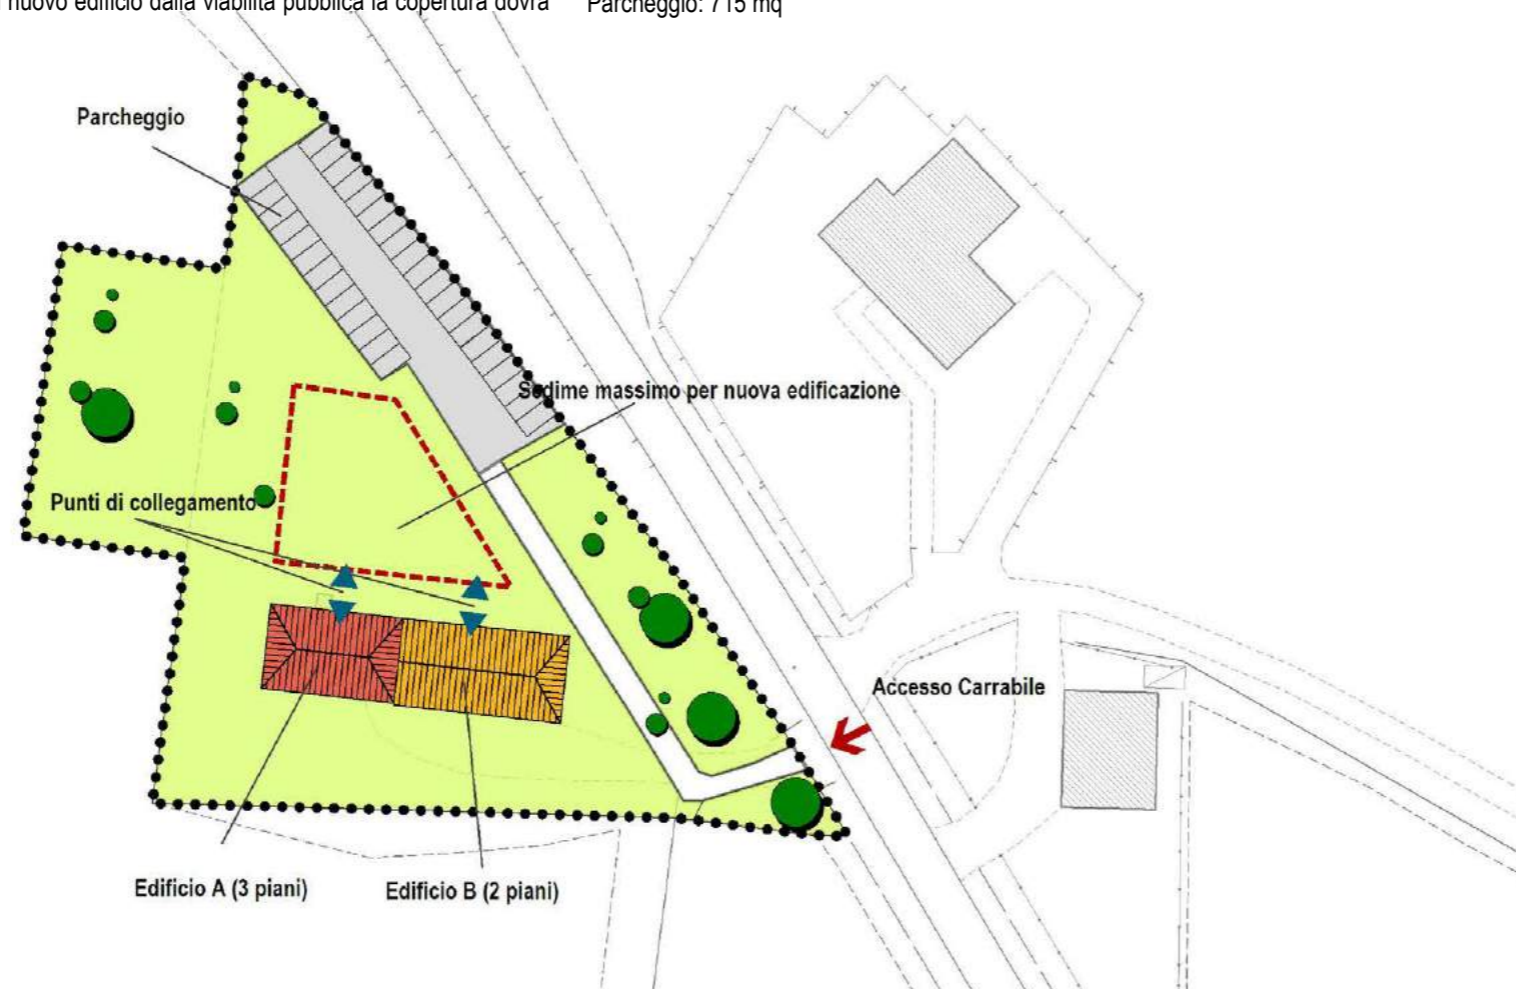 nuovo edificio dalla viabilità pubblica la copertura dovrà
Parcheggio: 715 mq
Parcheggio
Sedime massimo per nuova edificazione
Punti di collegamento
Accesso Carrabile
Edificio A (3 piani)
Edificio B (2 piani)